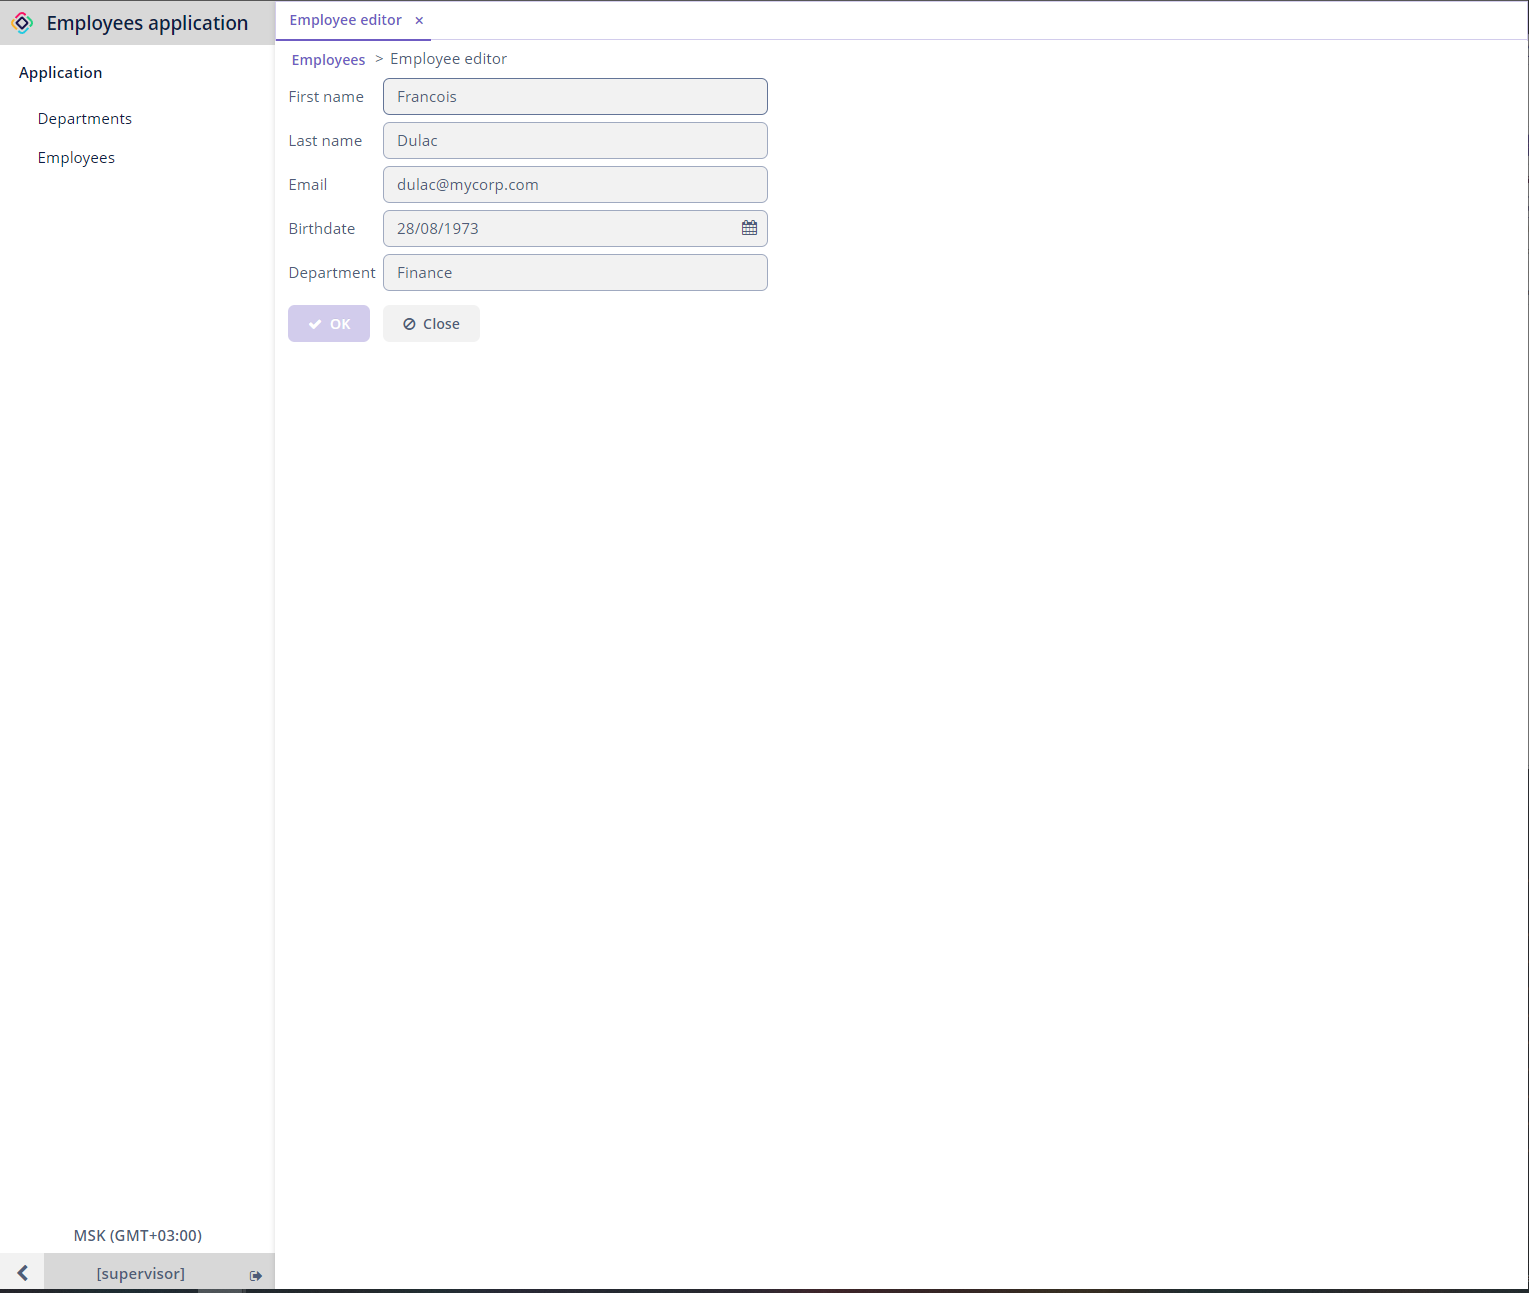 Employees application
Application
Departments
Employees
MSK (GMT+03:00)
[supervisor]
Employee editor ×
Employees > Employee editor
First name Francois
Last name Dulac
Email dulac@mycorp.com
Birthdate 28/08/1973
Department Finance
OK Close